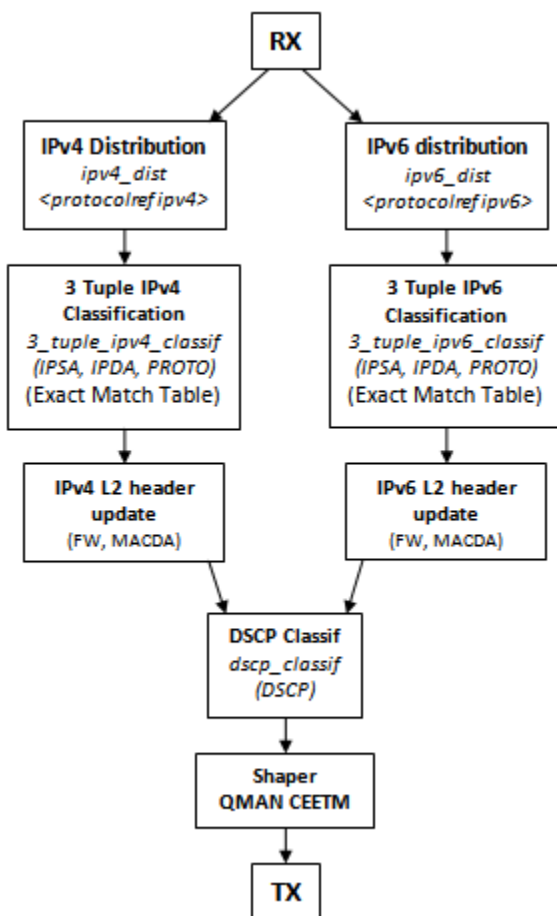 RX
IPv4 Distribution
ipv4_dist
<protocolrefipv4>
IPv6 distribution
ipv6_dist
<protocolrefipv6>
3 Tuple IPv4
Classification
3_tuple_ipv4_classif
(IPSA, IPDA, PROTO)
(Exact Match Table)
3 Tuple IPv6
Classification
3_tuple_ipv6_classif
(IPSA, IPDA, PROTO)
(Exact Match Table)
IPv4 L2 header
update
(FW, MACDA)
IPv6 L2 header
update
(FW, MACDA)
DSCP Classif
dscp_classif
(DSCP)
Shaper
QMAN CEETM
TX